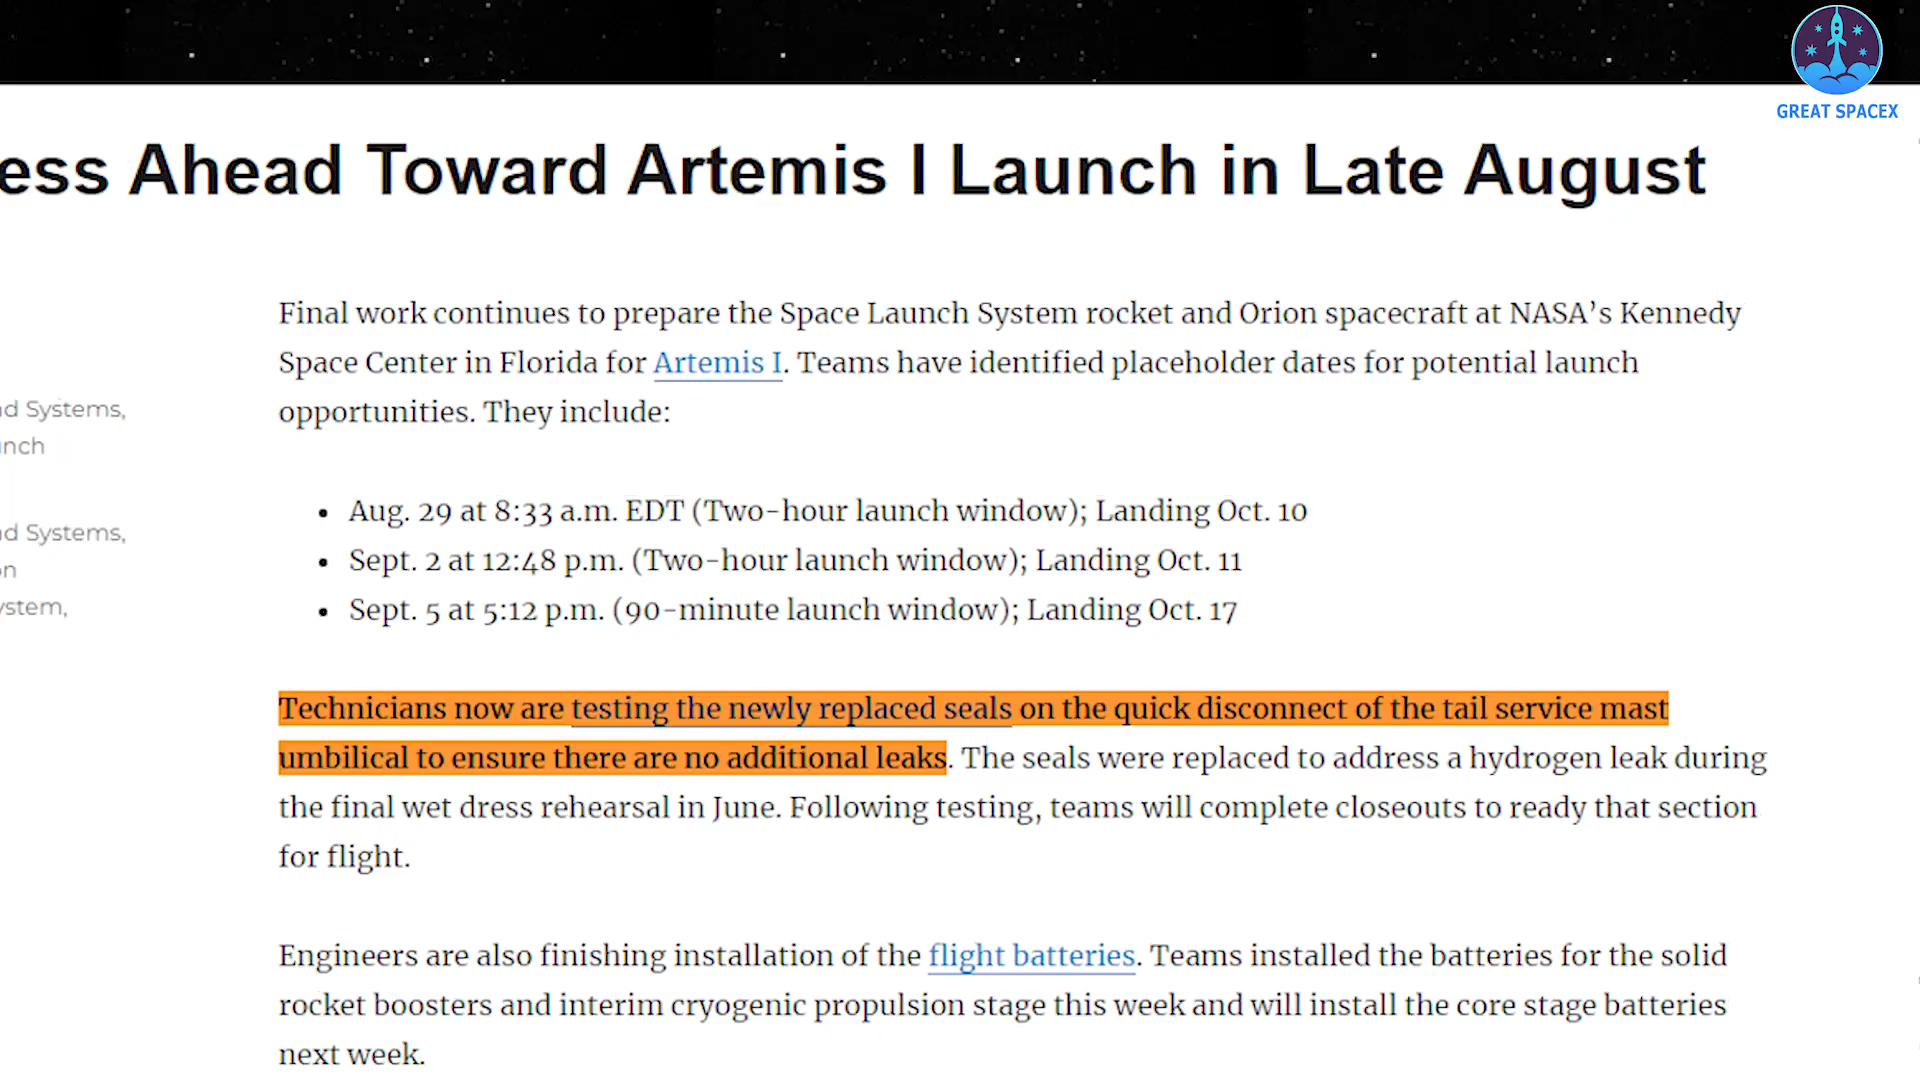 GREAT SPACEX
ess Ahead Toward Artemis I Launch in Late August
Final work continues to prepare the Space Launch System rocket and Orion spacecraft at NASA’s Kennedy
Space Center in Florida for Artemis I. Teams have identified placeholder dates for potential launch
opportunities. They include:
d Systems,
nch
d Systems,
on
ystem,
• Aug. 29 at 8:33 a.m. EDT (Two-hour launch window); Landing Oct. 10
• Sept. 2 at 12:48 p.m. (Two-hour launch window); Landing Oct. 11
• Sept. 5 at 5:12 p.m. (90-minute launch window); Landing Oct. 17
Technicians now are testing the newly replaced seals on the quick disconnect of the tail service mast
umbilical to ensure there are no additional leaks. The seals were replaced to address a hydrogen leak during
the final wet dress rehearsal in June. Following testing, teams will complete closeouts to ready that section
for flight.
Engineers are also finishing installation of the flight batteries. Teams installed the batteries for the solid
rocket boosters and interim cryogenic propulsion stage this week and will install the core stage batteries
next week.